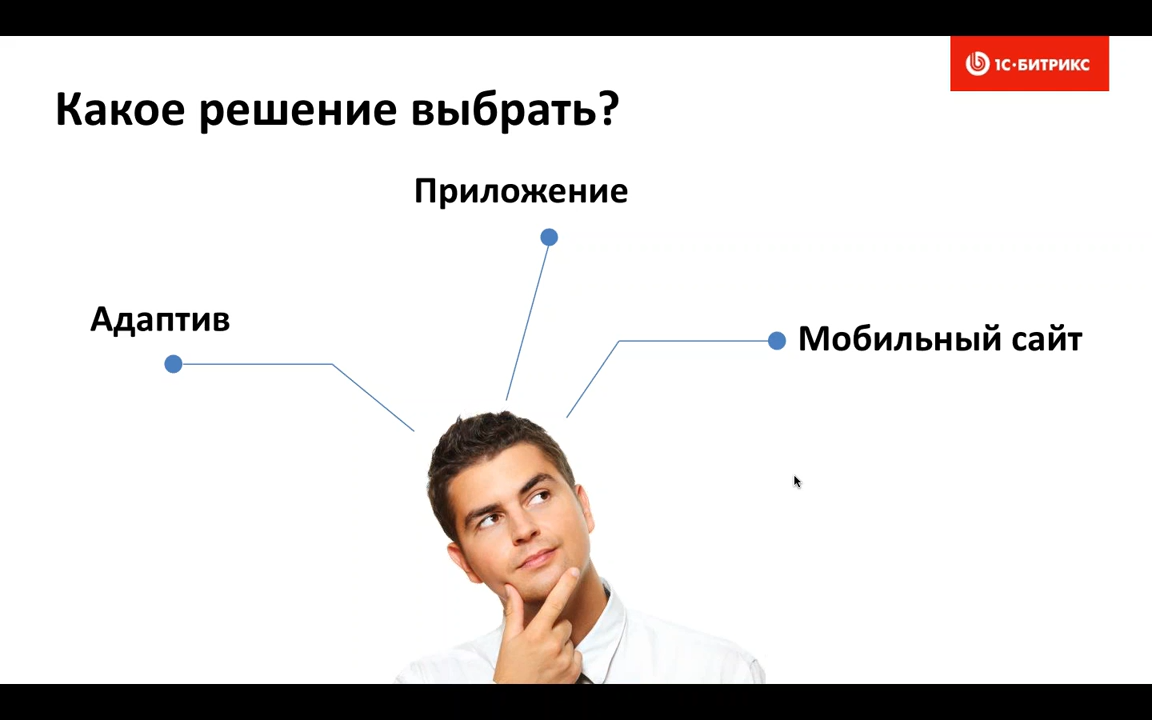 1С·БИТРИКС
Какое решение выбрать?
Приложение
Адаптив
Мобильный сайт